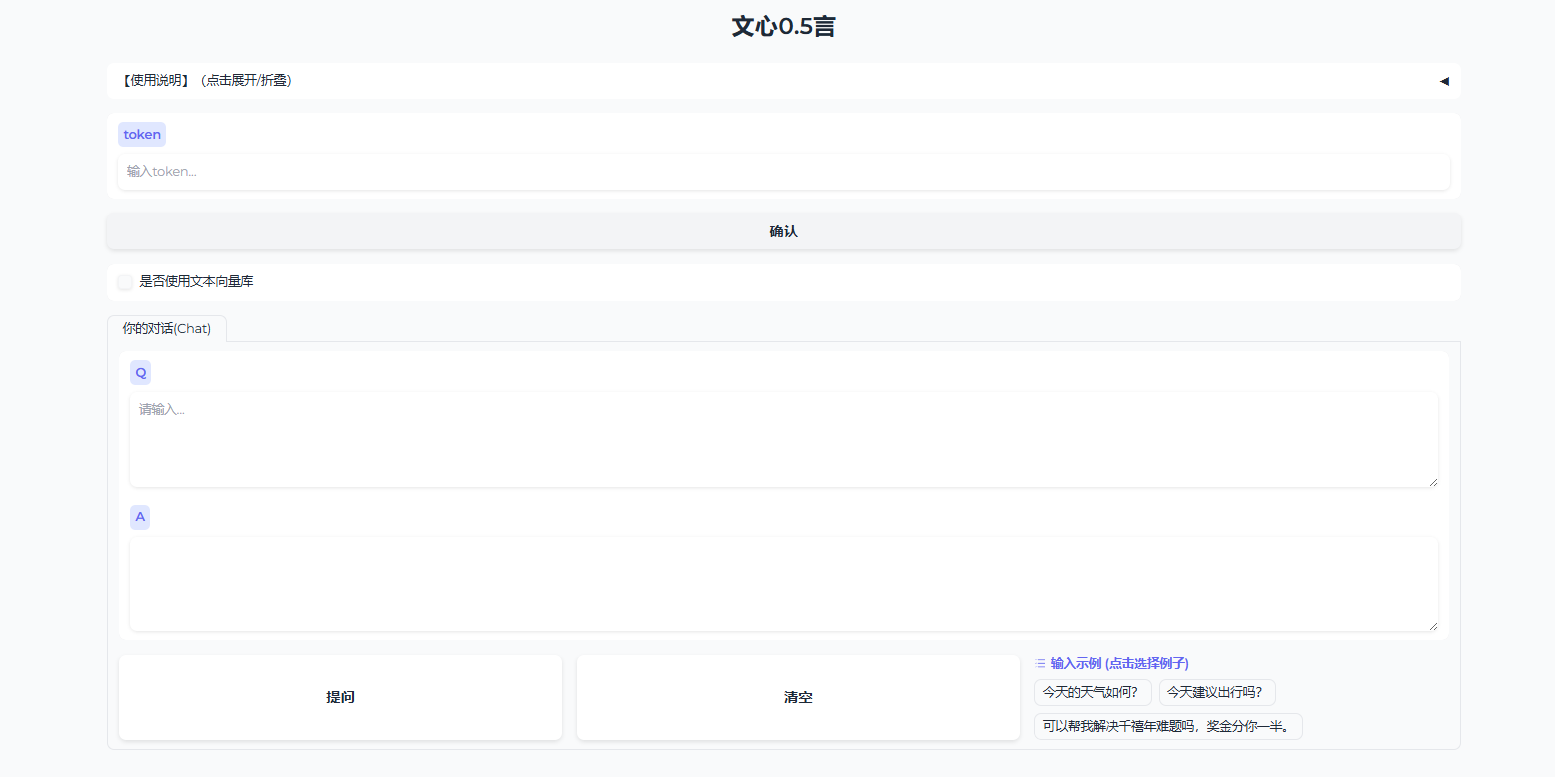 文心0.5言
【使用说明】（点击展开/折叠）
token
输入token...
确认
是否使用文本向量库
你的对话(Chat)
Q
请输入...
A
提问
清空
输入示例 (点击选择例子)
今天的天气如何？
今天建议出行吗？
可以帮我解决千禧年难题吗，奖金分你一半。